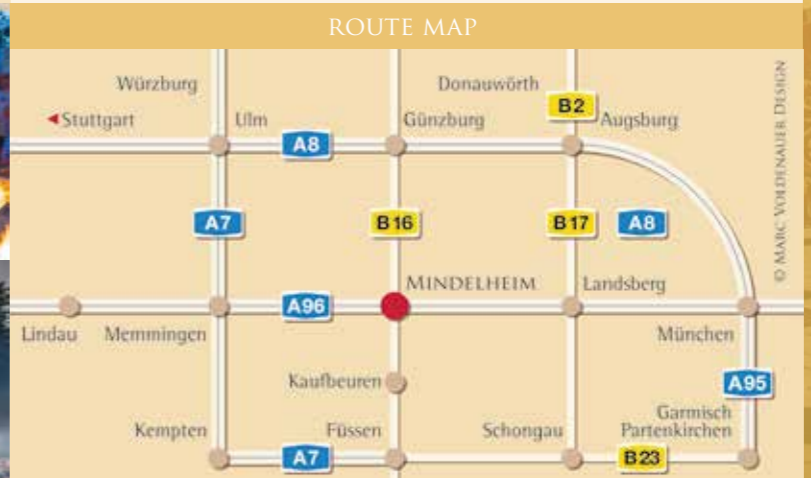 ROUTE MAP
Würzburg
Donauwörth
B2
Stuttgart
Ulm
Günzburg
Augsburg
A8
A7
B16
B17
A8
MINDELHEIM
Landsberg
A96
Lindau
Memmingen
München
Kaufbeuren
A95
Kempten
Füssen
Schongau
Garmisch
Partenkirchen
A7
B23
© MARC VOLDENAUER DESIGN